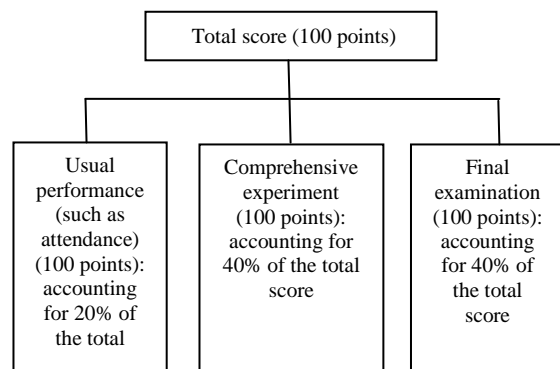 Total score (100 points)
Usual
performance
(such as
attendance)
(100 points):
accounting
for 20% of
the total
Comprehensive
experiment
(100 points):
accounting for
40% of the total
score
Final
examination
(100 points):
accounting
for 40% of
the total
score